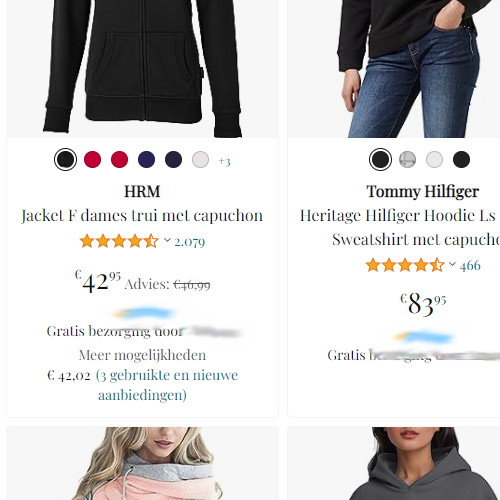 +3
HRM
Jacket F dames trui met capuchon
2.079
€42,95 Advies: €46,99
Gratis bezorging door
Meer mogelijkheden
€ 42,02 (3 gebruikte en nieuwe
aanbiedingen)
Tommy Hilfiger
Heritage Hilfiger Hoodie Ls
Sweatshirt met capucho
466
€83,95
Gratis